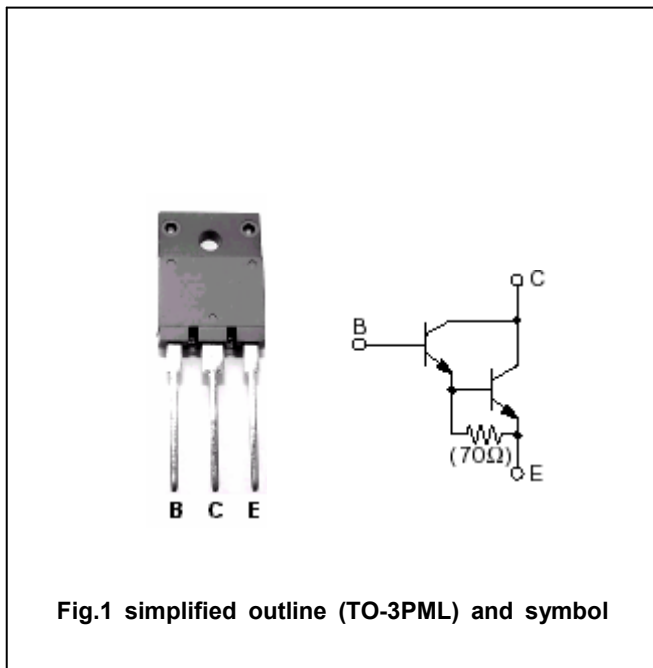 C
B
(70Ω)
E
B C E
Fig.1 simplified outline (TO-3PML) and symbol